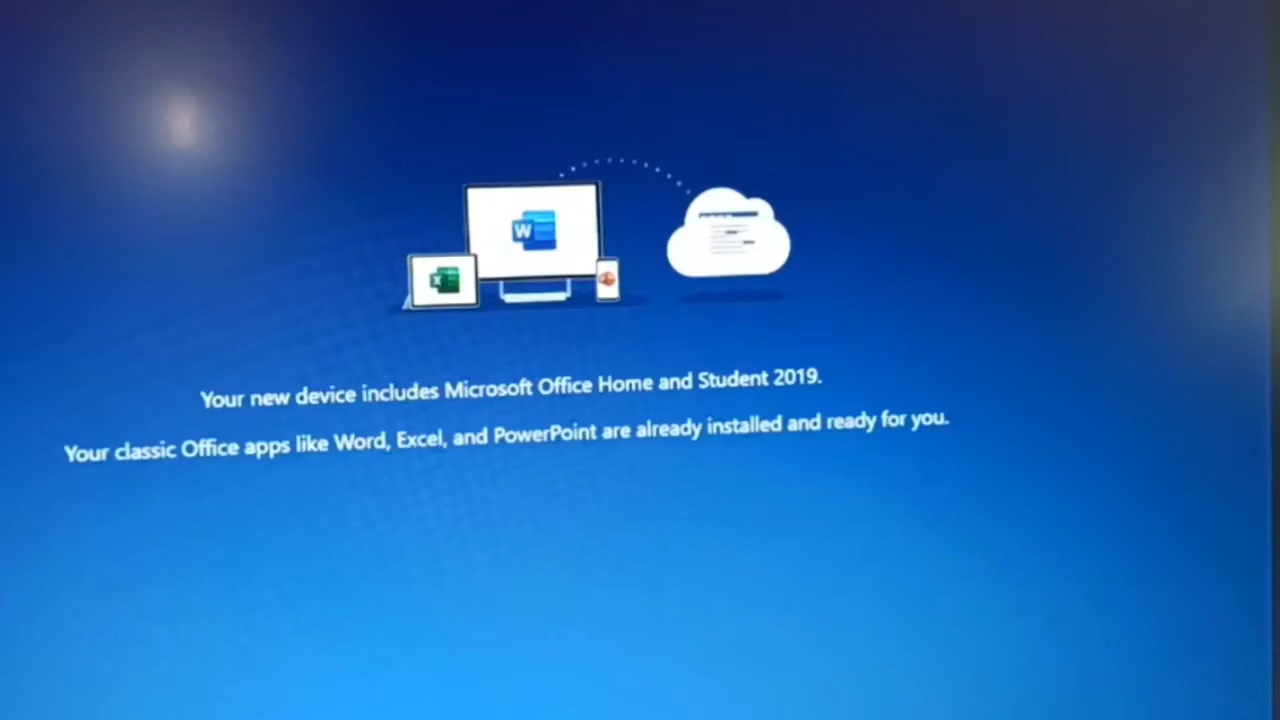 W
X
Your new device includes Microsoft Office Home and Student 2019.
Your classic Office apps like Word, Excel, and PowerPoint are already installed and ready for you.